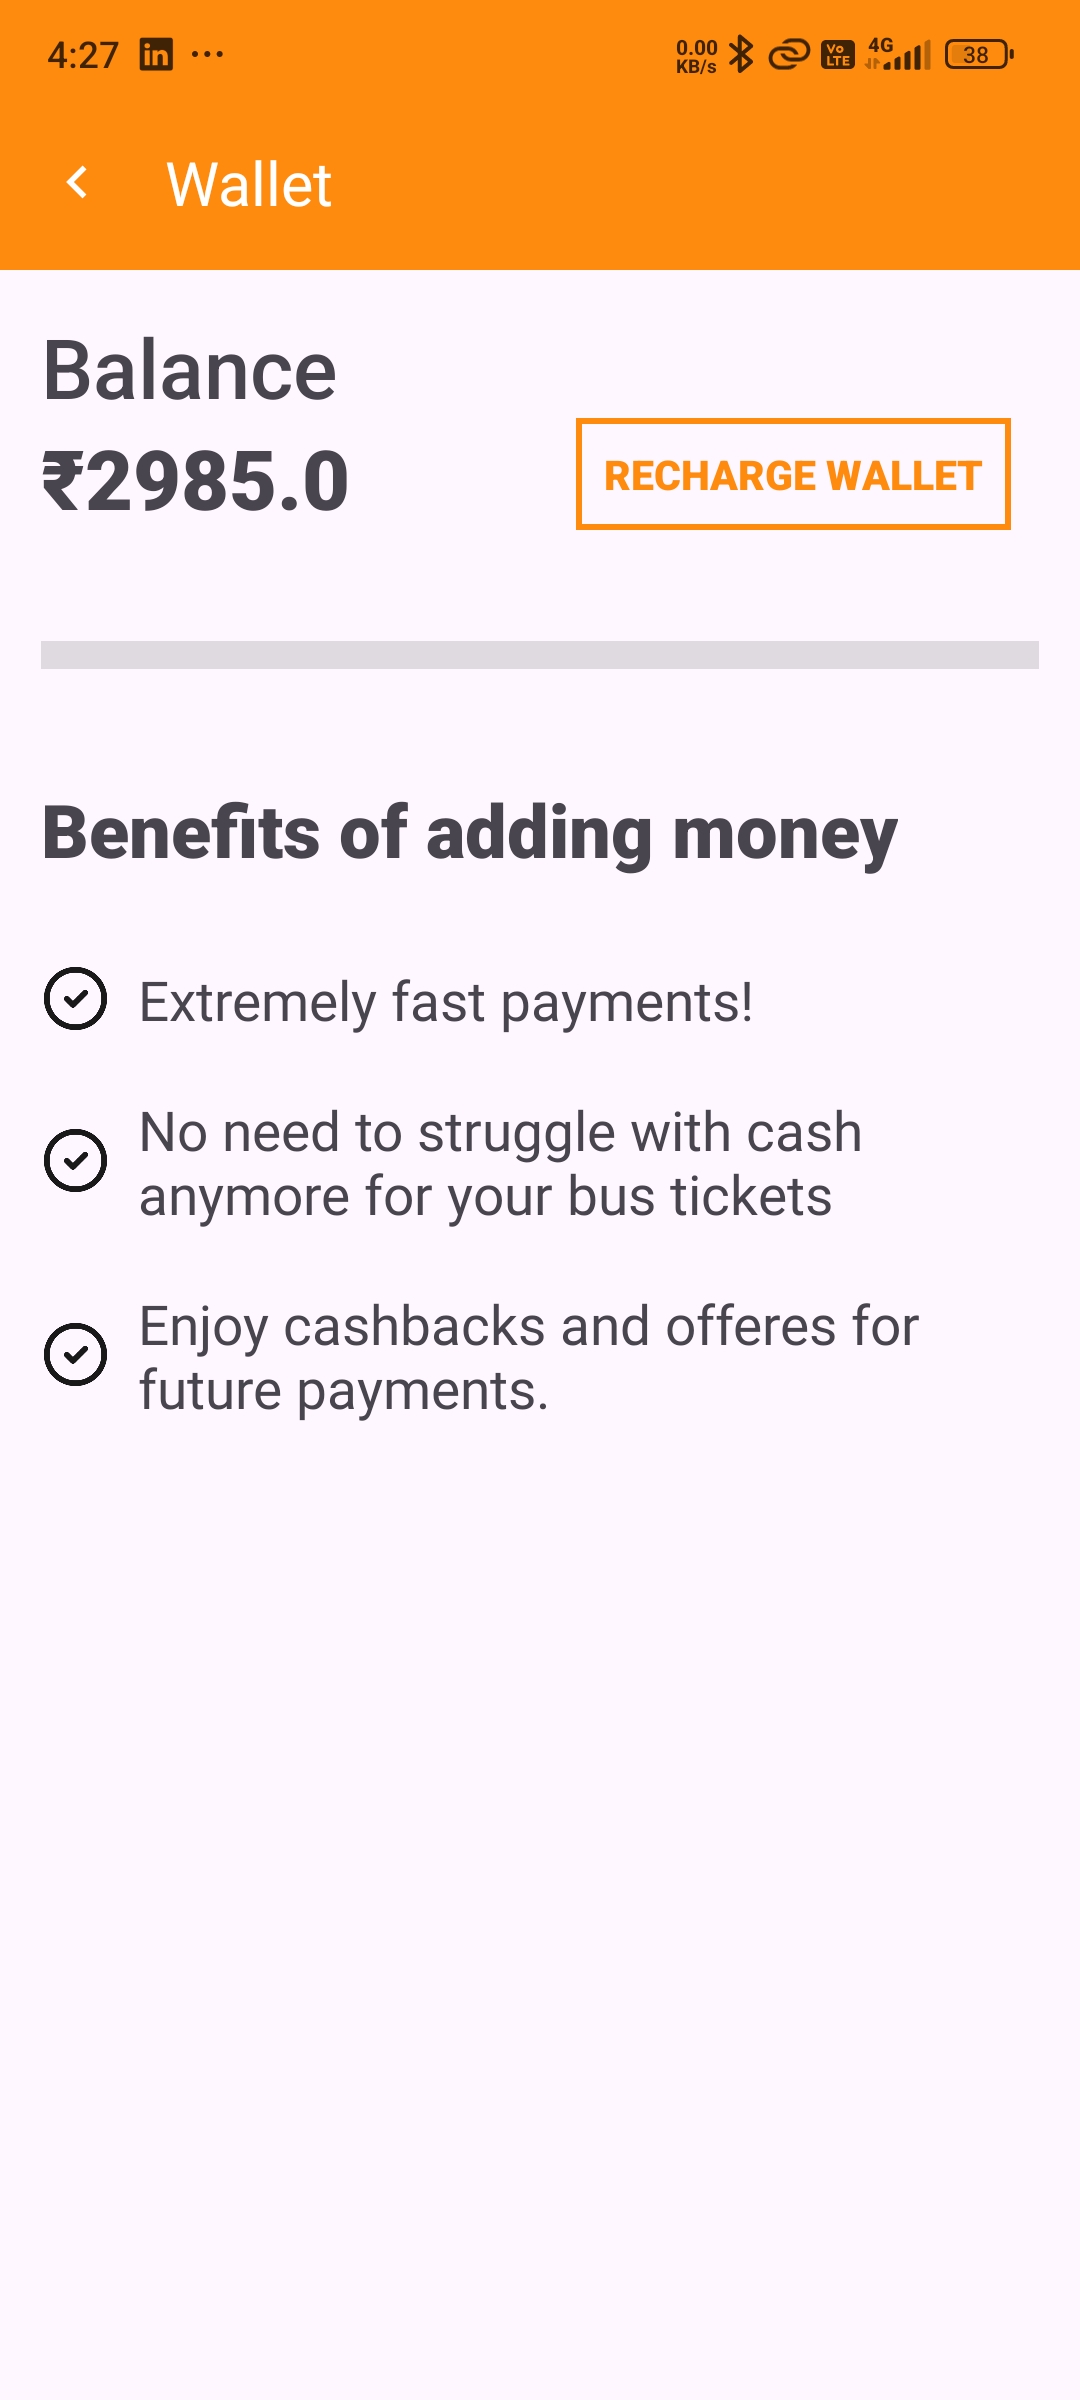 4:27 in ...
0.00 KB/s Vo LTE 4G 38
Wallet
Balance
₹2985.0
RECHARGE WALLET
Benefits of adding money
Extremely fast payments!
No need to struggle with cash
anymore for your bus tickets
Enjoy cashbacks and offeres for
future payments.